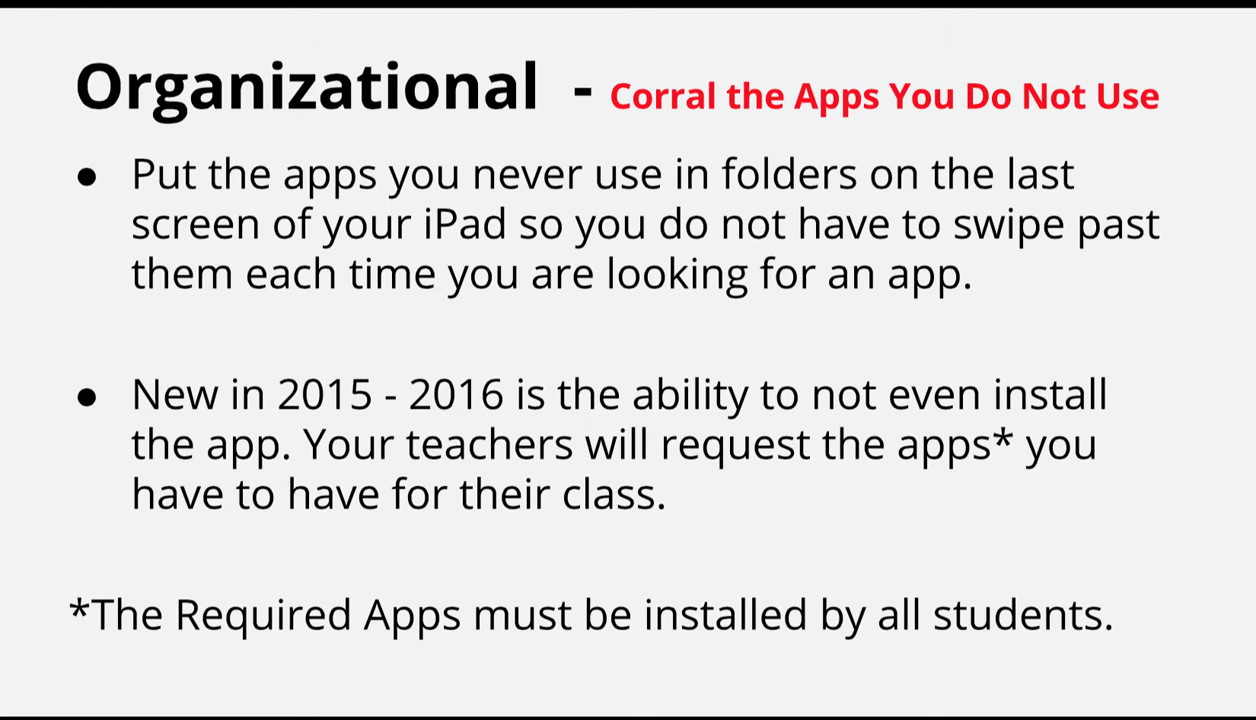 Organizational - Corral the Apps You Do Not Use
● Put the apps you never use in folders on the last
screen of your iPad so you do not have to swipe past
them each time you are looking for an app.
● New in 2015 - 2016 is the ability to not even install
the app. Your teachers will request the apps* you
have to have for their class.
*The Required Apps must be installed by all students.